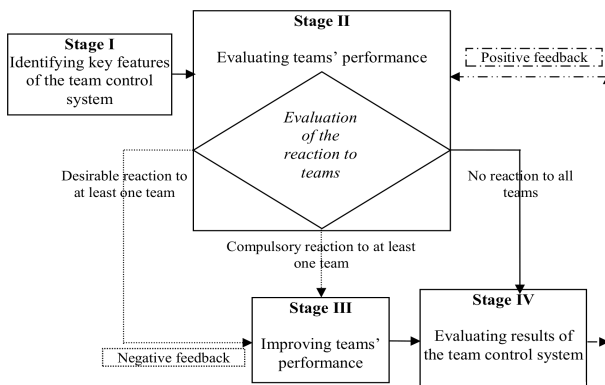 Stage I
Identifying key features
of the team control
system
Stage II
Evaluating teams’ performance
Positive feedback
Evaluation
of the
reaction to
teams
Desirable reaction to
at least one team
No reaction to all
teams
Compulsory reaction to at least
one team
Stage III
Improving teams’
performance
Stage IV
Evaluating results of
the team control system
Negative feedback